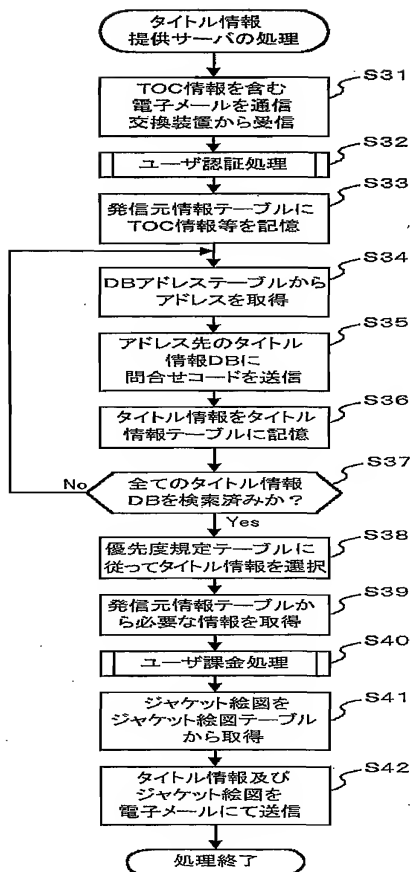 タイトル情報
提供サーバの処理
S31
TOC情報を含む
電子メールを通信
交換装置から受信
S32
ユーザ認証処理
S33
発信元情報テーブルに
TOC情報等を記憶
S34
DBアドレステーブルから
アドレスを取得
S35
アドレス先のタイトル
情報DBに
問合せコードを送信
S36
タイトル情報をタイトル
情報テーブルに記憶
S37
全てのタイトル情報
DBを検索済みか?
No
Yes
S38
優先度規定テーブルに
従ってタイトル情報を選択
S39
発信元情報テーブルか
ら必要な情報を取得
S40
ユーザ課金処理
S41
ジャケット絵図を
ジャケット絵図テーブル
から取得
S42
タイトル情報及び
ジャケット絵図を
電子メールにて送信
処理終了